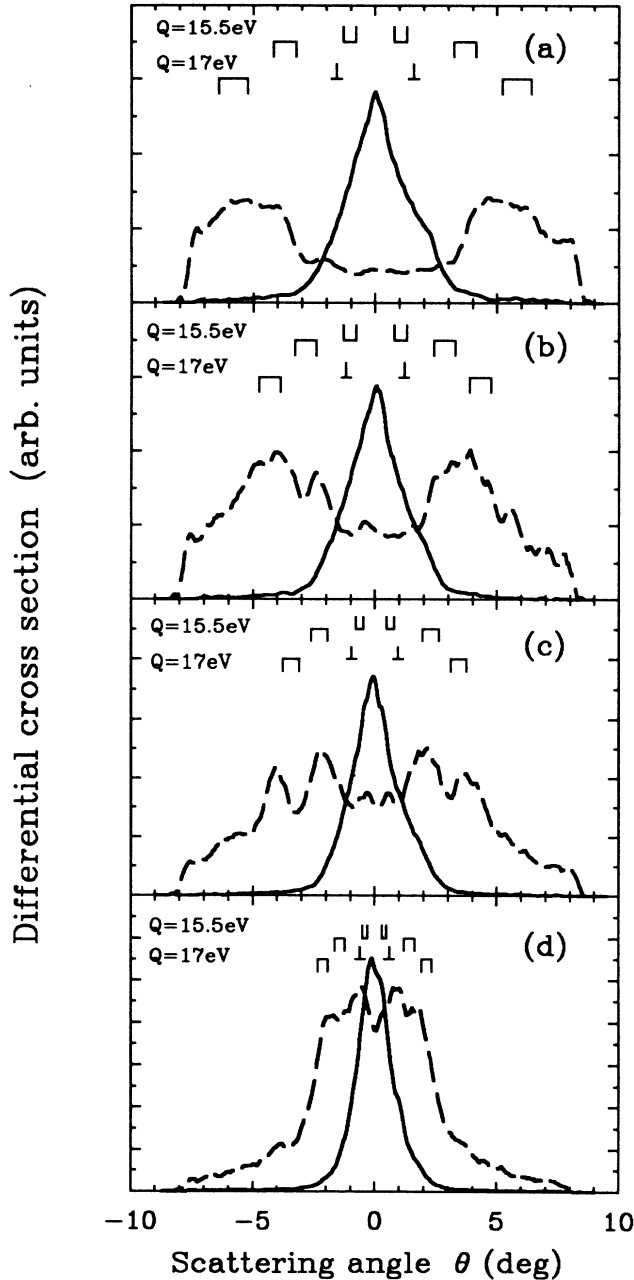 Q=15.5eV
(a)
Q=17eV
Q=15.5eV
(b)
Q=17eV
Q=15.5eV
(c)
Q=17eV
Q=15.5eV
(d)
Q=17eV
Differential cross section (arb. units)
−10 −5 0 5 10
Scattering angle θ (deg)